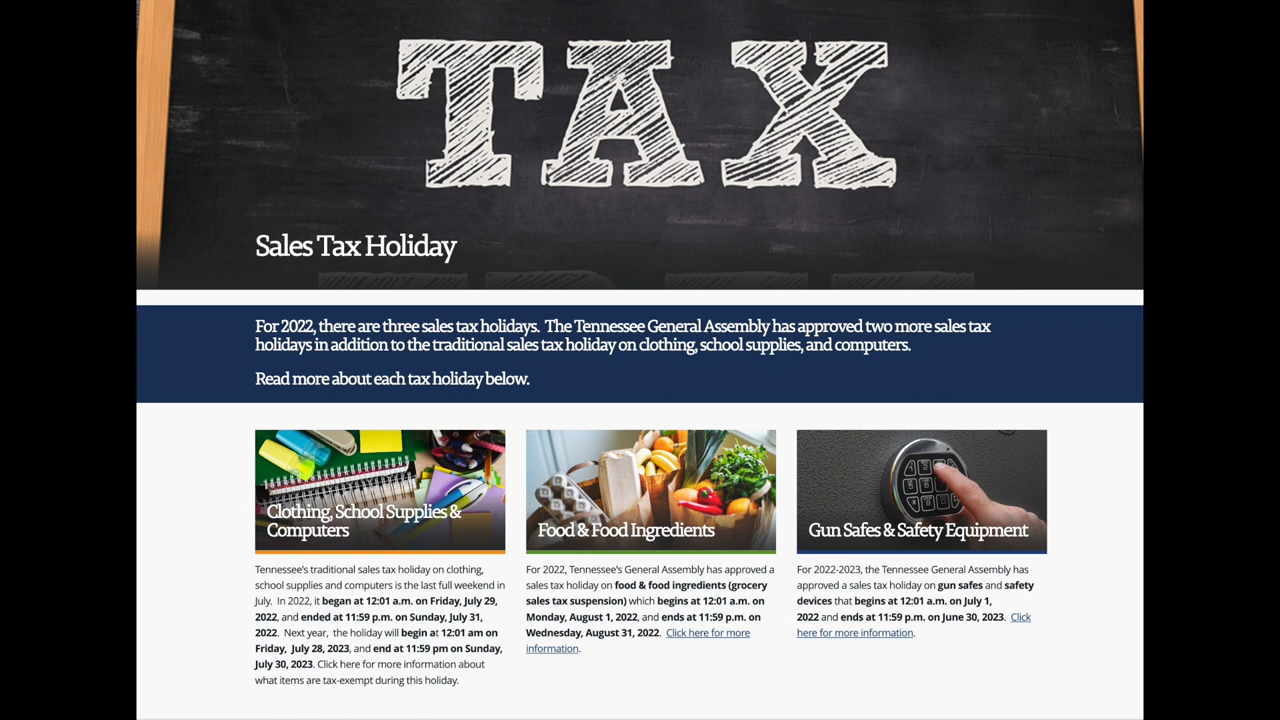 TAX
Sales Tax Holiday
For 2022, there are three sales tax holidays. The Tennessee General Assembly has approved two more sales tax
holidays in addition to the traditional sales tax holiday on clothing, school supplies, and computers.
Read more about each tax holiday below.
Clothing, School Supplies &
Computers
Tennessee's traditional sales tax holiday on clothing,
school supplies and computers is the last full weekend in
July. In 2022, it began at 12:01 a.m. on Friday, July 29,
2022, and ended at 11:59 p.m. on Sunday, July 31,
2022. Next year, the holiday will begin at 12:01 am on
Friday, July 28, 2023, and end at 11:59 pm on Sunday,
July 30, 2023. Click here for more information about
what items are tax-exempt during this holiday.
Food & Food Ingredients
For 2022, Tennessee's General Assembly has approved a
sales tax holiday on food & food ingredients (grocery
sales tax suspension) which begins at 12:01 a.m. on
Monday, August 1, 2022, and ends at 11:59 p.m. on
Wednesday, August 31, 2022. Click here for more
information.
Gun Safes & Safety Equipment
For 2022-2023, the Tennessee General Assembly has
approved a sales tax holiday on gun safes and safety
devices that begins at 12:01 a.m. on July 1,
2022 and ends at 11:59 p.m. on June 30, 2023. Click
here for more information.